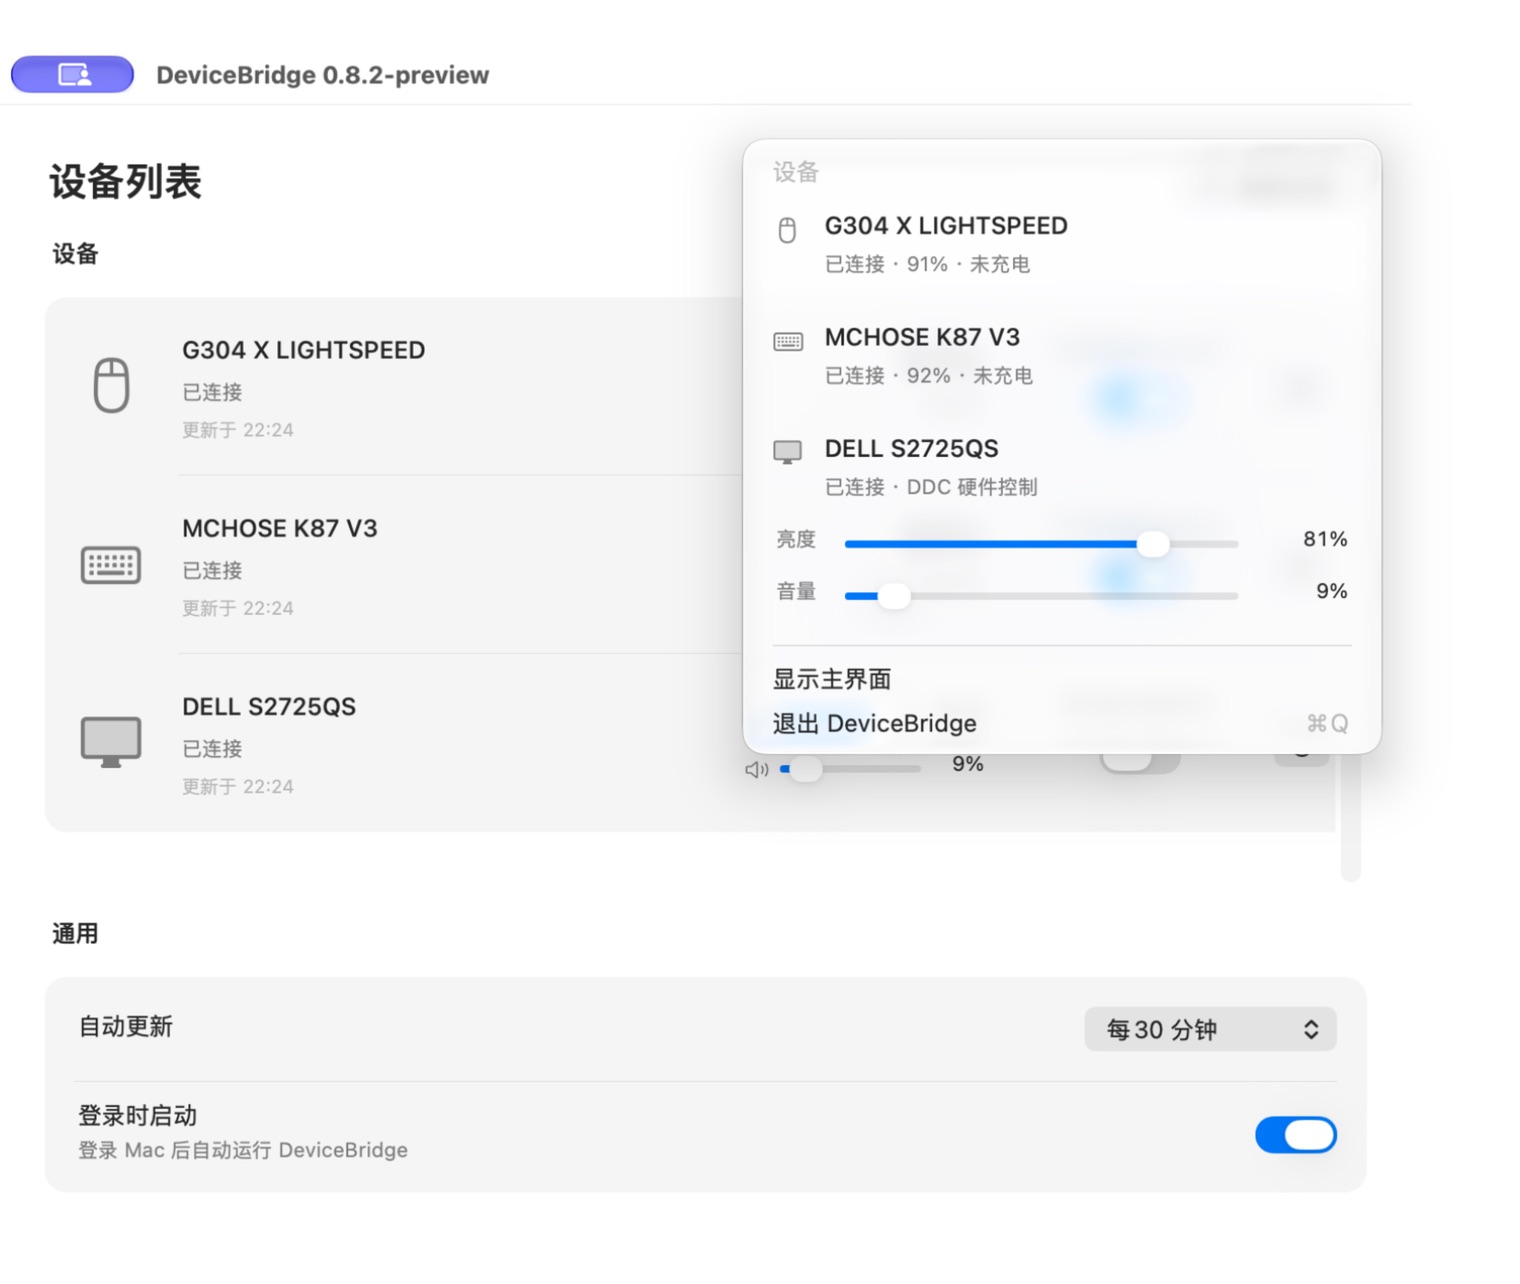 DeviceBridge 0.8.2-preview
设备列表
设备
G304 X LIGHTSPEED
已连接
更新于 22:24
MCHOSE K87 V3
已连接
更新于 22:24
DELL S2725QS
已连接
更新于 22:24
9%
设备
G304 X LIGHTSPEED
已连接 · 91% · 未充电
MCHOSE K87 V3
已连接 · 92% · 未充电
DELL S2725QS
已连接 · DDC 硬件控制
亮度 81%
音量 9%
显示主界面
退出 DeviceBridge ⌘Q
通用
自动更新 每 30 分钟
登录时启动
登录 Mac 后自动运行 DeviceBridge